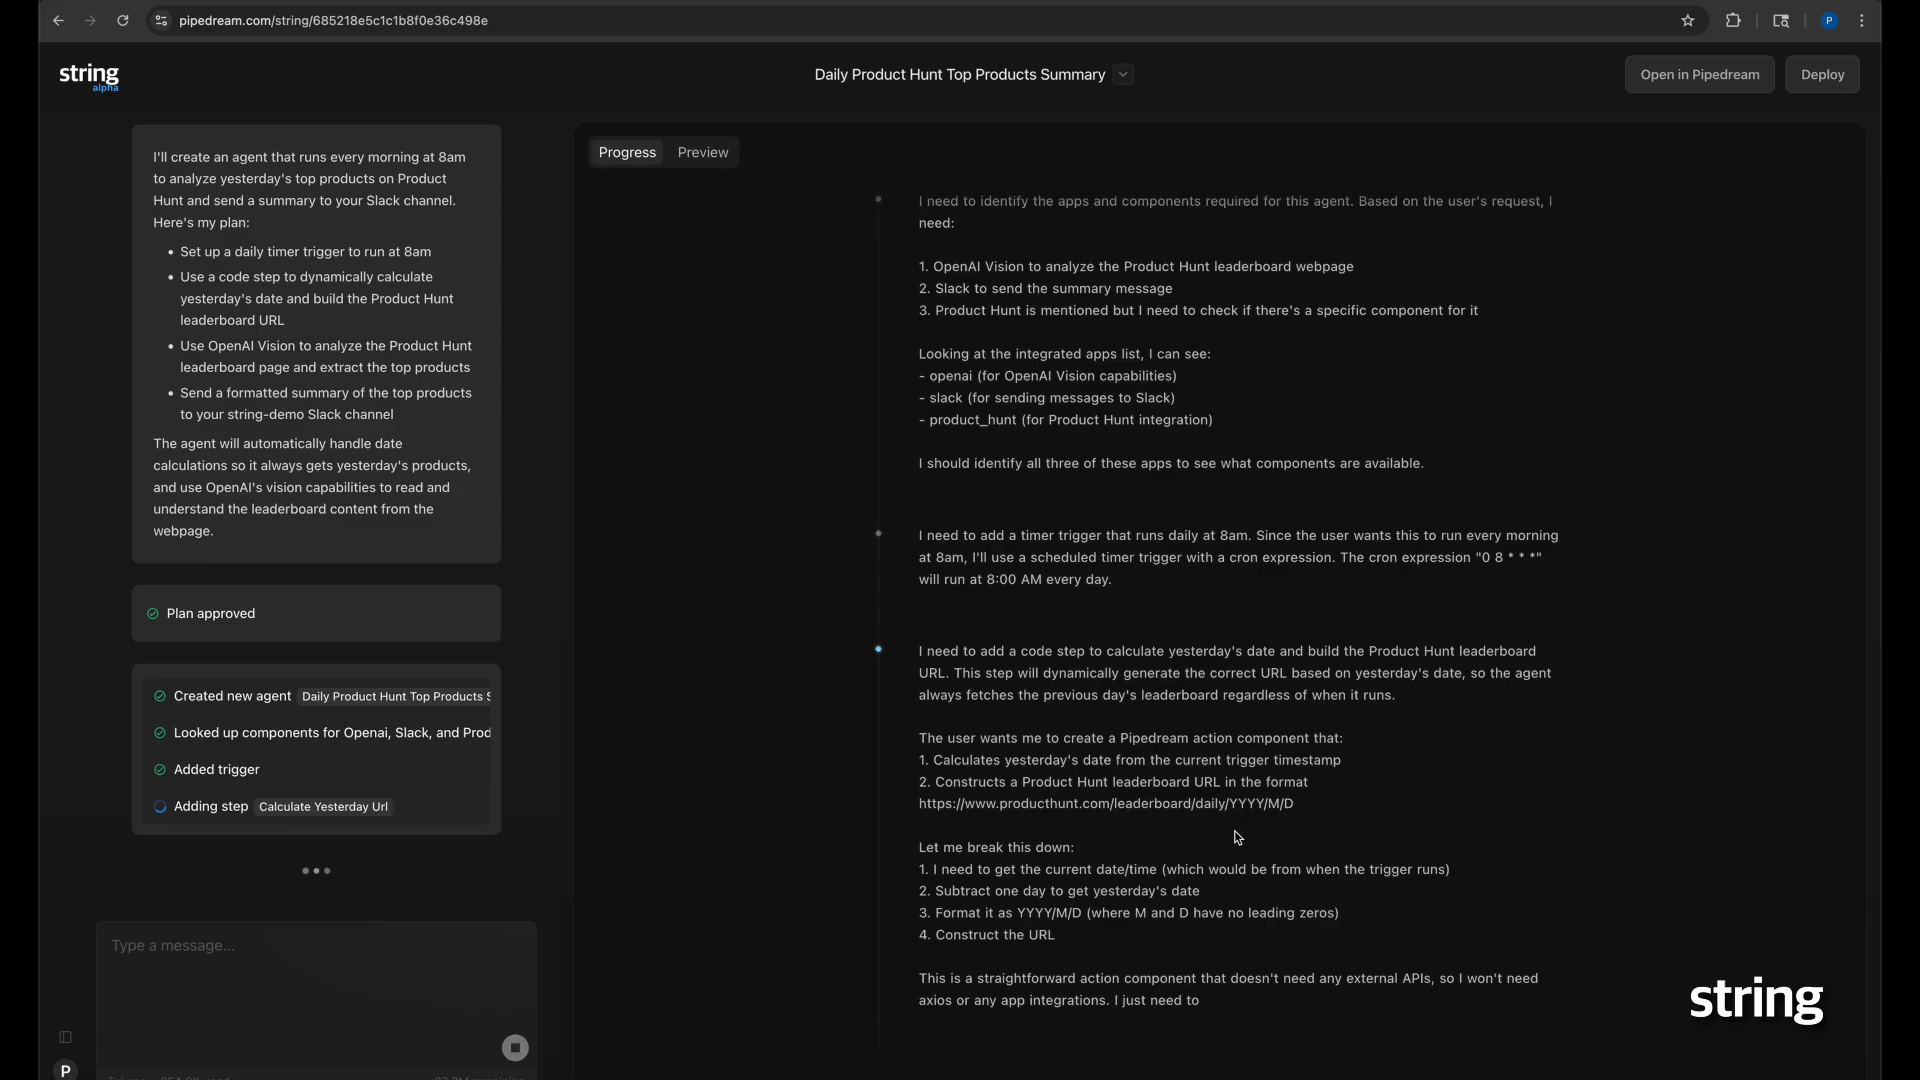 pipedream.com/string/685218e5c1c1b8f0e36c498e
P
string
alpha
Daily Product Hunt Top Products Summary
Open in Pipedream
Deploy
I'll create an agent that runs every morning at 8am
to analyze yesterday's top products on Product
Hunt and send a summary to your Slack channel.
Here's my plan:
• Set up a daily timer trigger to run at 8am
• Use a code step to dynamically calculate
yesterday's date and build the Product Hunt
leaderboard URL
• Use OpenAI Vision to analyze the Product Hunt
leaderboard page and extract the top products
• Send a formatted summary of the top products
to your string-demo Slack channel
The agent will automatically handle date
calculations so it always gets yesterday's products,
and use OpenAI's vision capabilities to read and
understand the leaderboard content from the
webpage.
Plan approved
Created new agent Daily Product Hunt Top Products S
Looked up components for Openai, Slack, and Prod
Added trigger
Adding step Calculate Yesterday Url
Type a message...
P
Progress
Preview
I need to identify the apps and components required for this agent. Based on the user's request, I
need:
1. OpenAI Vision to analyze the Product Hunt leaderboard webpage
2. Slack to send the summary message
3. Product Hunt is mentioned but I need to check if there's a specific component for it
Looking at the integrated apps list, I can see:
- openai (for OpenAI Vision capabilities)
- slack (for sending messages to Slack)
- product_hunt (for Product Hunt integration)
I should identify all three of these apps to see what components are available.
I need to add a timer trigger that runs daily at 8am. Since the user wants this to run every morning
at 8am, I'll use a scheduled timer trigger with a cron expression. The cron expression "0 8 * * *"
will run at 8:00 AM every day.
I need to add a code step to calculate yesterday's date and build the Product Hunt leaderboard
URL. This step will dynamically generate the correct URL based on yesterday's date, so the agent
always fetches the previous day's leaderboard regardless of when it runs.
The user wants me to create a Pipedream action component that:
1. Calculates yesterday's date from the current trigger timestamp
2. Constructs a Product Hunt leaderboard URL in the format
https://www.producthunt.com/leaderboard/daily/YYYY/M/D
Let me break this down:
1. I need to get the current date/time (which would be from when the trigger runs)
2. Subtract one day to get yesterday's date
3. Format it as YYYY/M/D (where M and D have no leading zeros)
4. Construct the URL
This is a straightforward action component that doesn't need any external APIs, so I won't need
axios or any app integrations. I just need to
string